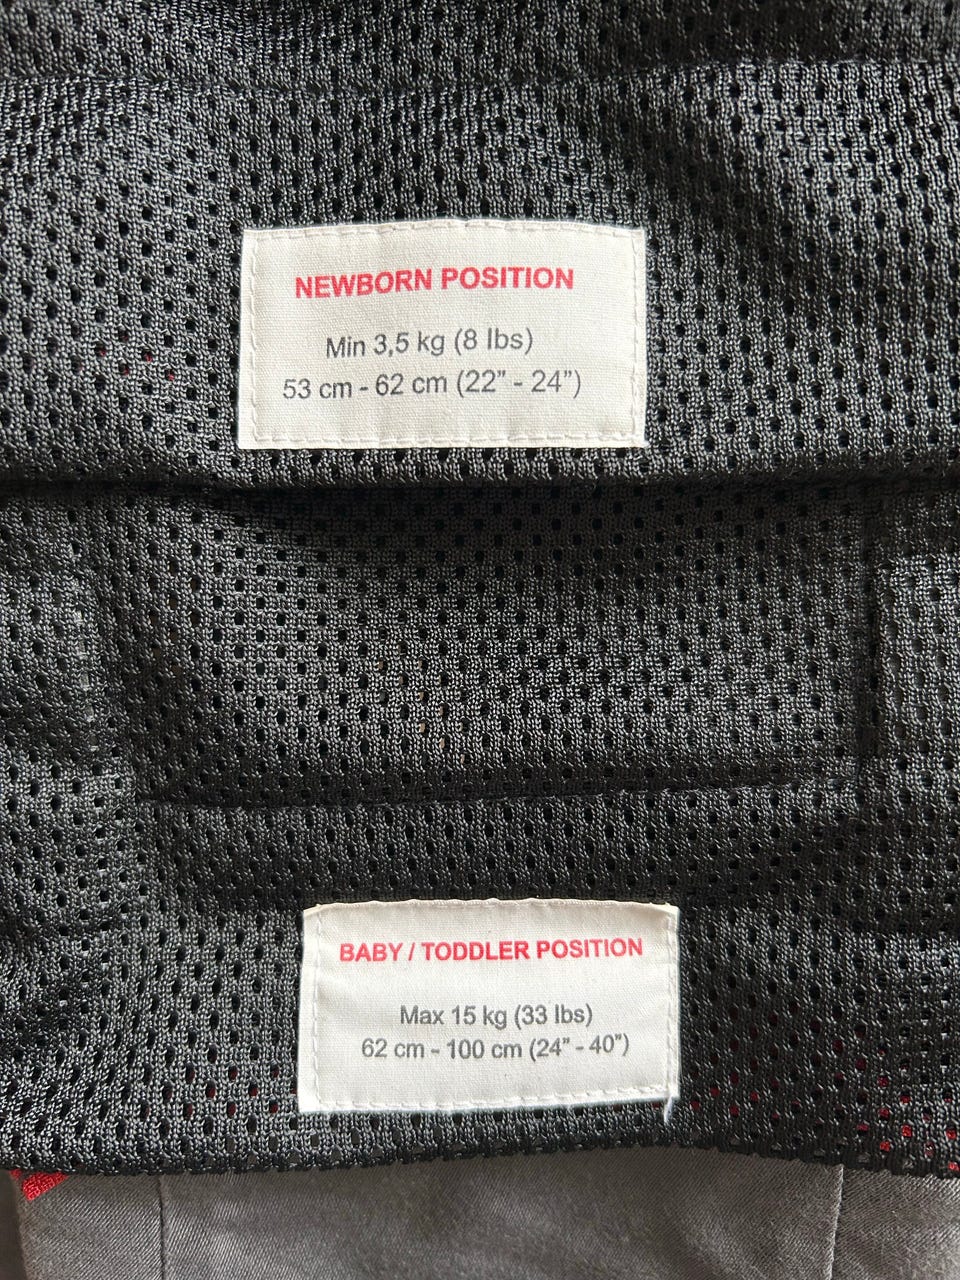 NEWBORN POSITION
Min 3,5 kg (8 lbs)
53 cm - 62 cm (22” - 24”)
BABY / TODDLER POSITION
Max 15 kg (33 lbs)
62 cm - 100 cm (24” - 40”)